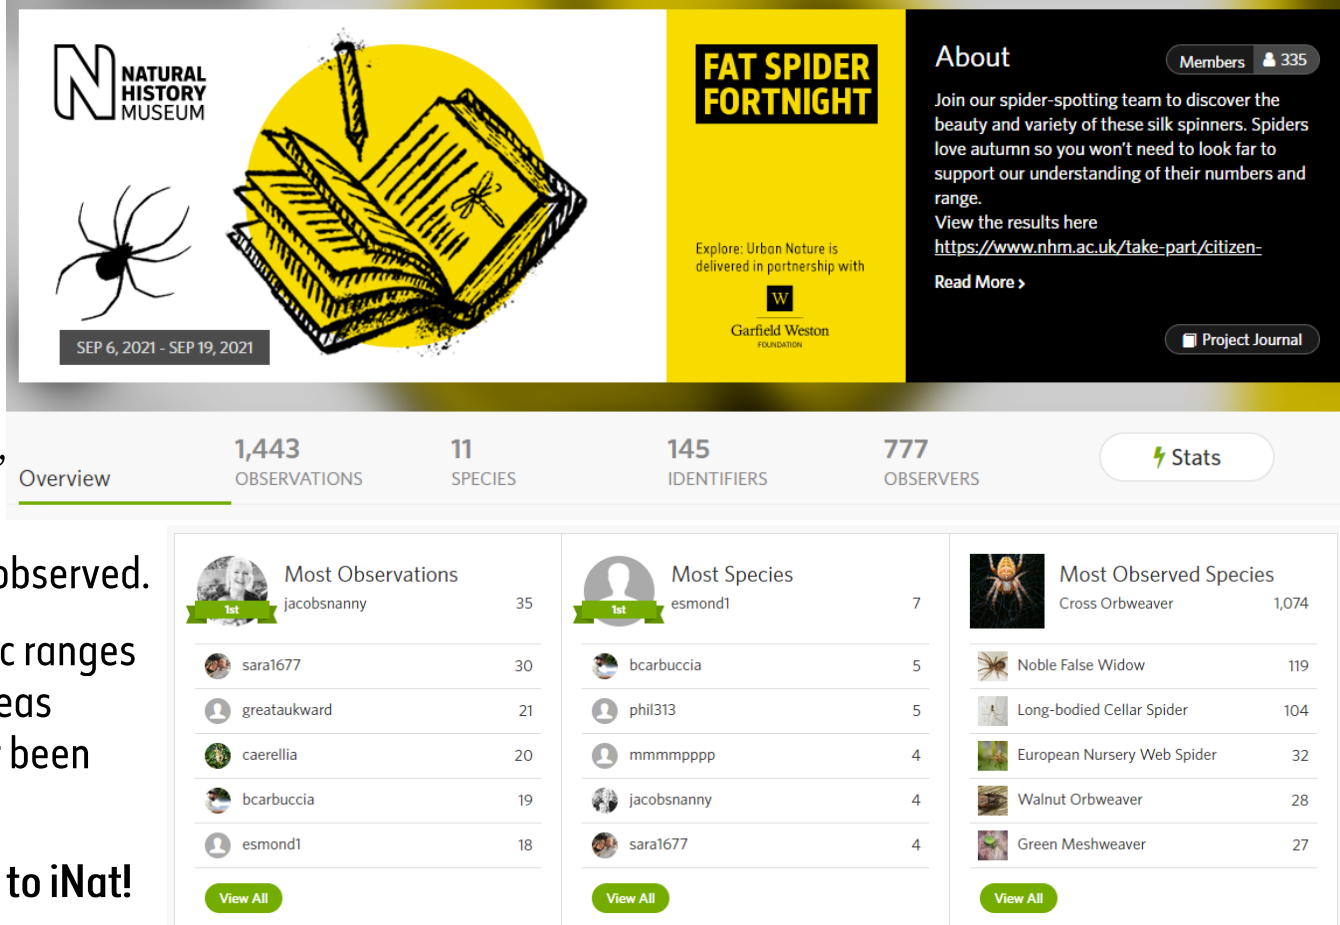 NATURAL
HISTORY
MUSEUM
SEP 6, 2021 - SEP 19, 2021
FAT SPIDER
FORTNIGHT
Explore: Urban Nature is
delivered in partnership with
W
Garfield Weston
FOUNDATION
About
Members 335
Join our spider-spotting team to discover the
beauty and variety of these silk spinners. Spiders
love autumn so you won't need to look far to
support our understanding of their numbers and
range.
View the results here
https://www.nhm.ac.uk/take-part/citizen-
Read More ›
Project Journal
,
Overview
1,443
OBSERVATIONS
11
SPECIES
145
IDENTIFIERS
777
OBSERVERS
Stats
observed.
c ranges
eas
been
to iNat!
Most Observations
1st
jacobsnanny 35
sara1677 30
greataukward 21
caerellia 20
bcarbuccia 19
esmond1 18
View All
Most Species
1st
esmond1 7
bcarbuccia 5
phil313 5
mmmmpppp 4
jacobsnanny 4
sara1677 4
View All
Most Observed Species
Cross Orbweaver 1,074
Noble False Widow 119
Long-bodied Cellar Spider 104
European Nursery Web Spider 32
Walnut Orbweaver 28
Green Meshweaver 27
View All